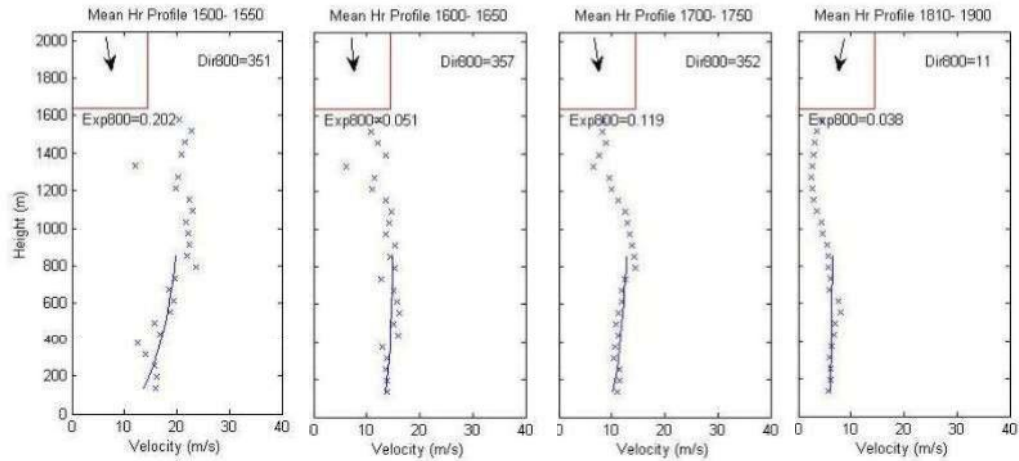 Mean Hr Profile 1500- 1550
2000
1800
1600
1400
1200
1000
800
600
400
200
0
Height (m)
Dir800=351
Exp800=0.202
0 10 20 30 40
Velocity (m/s)
Mean Hr Profile 1600- 1650
Dir800=357
Exp800=0.051
0 10 20 30 40
Velocity (m/s)
Mean Hr Profile 1700- 1750
Dir800=352
Exp800=0.119
0 10 20 30 40
Velocity (m/s)
Mean Hr Profile 1810- 1900
Dir800=11
Exp800=0.038
0 10 20 30 40
Velocity (m/s)